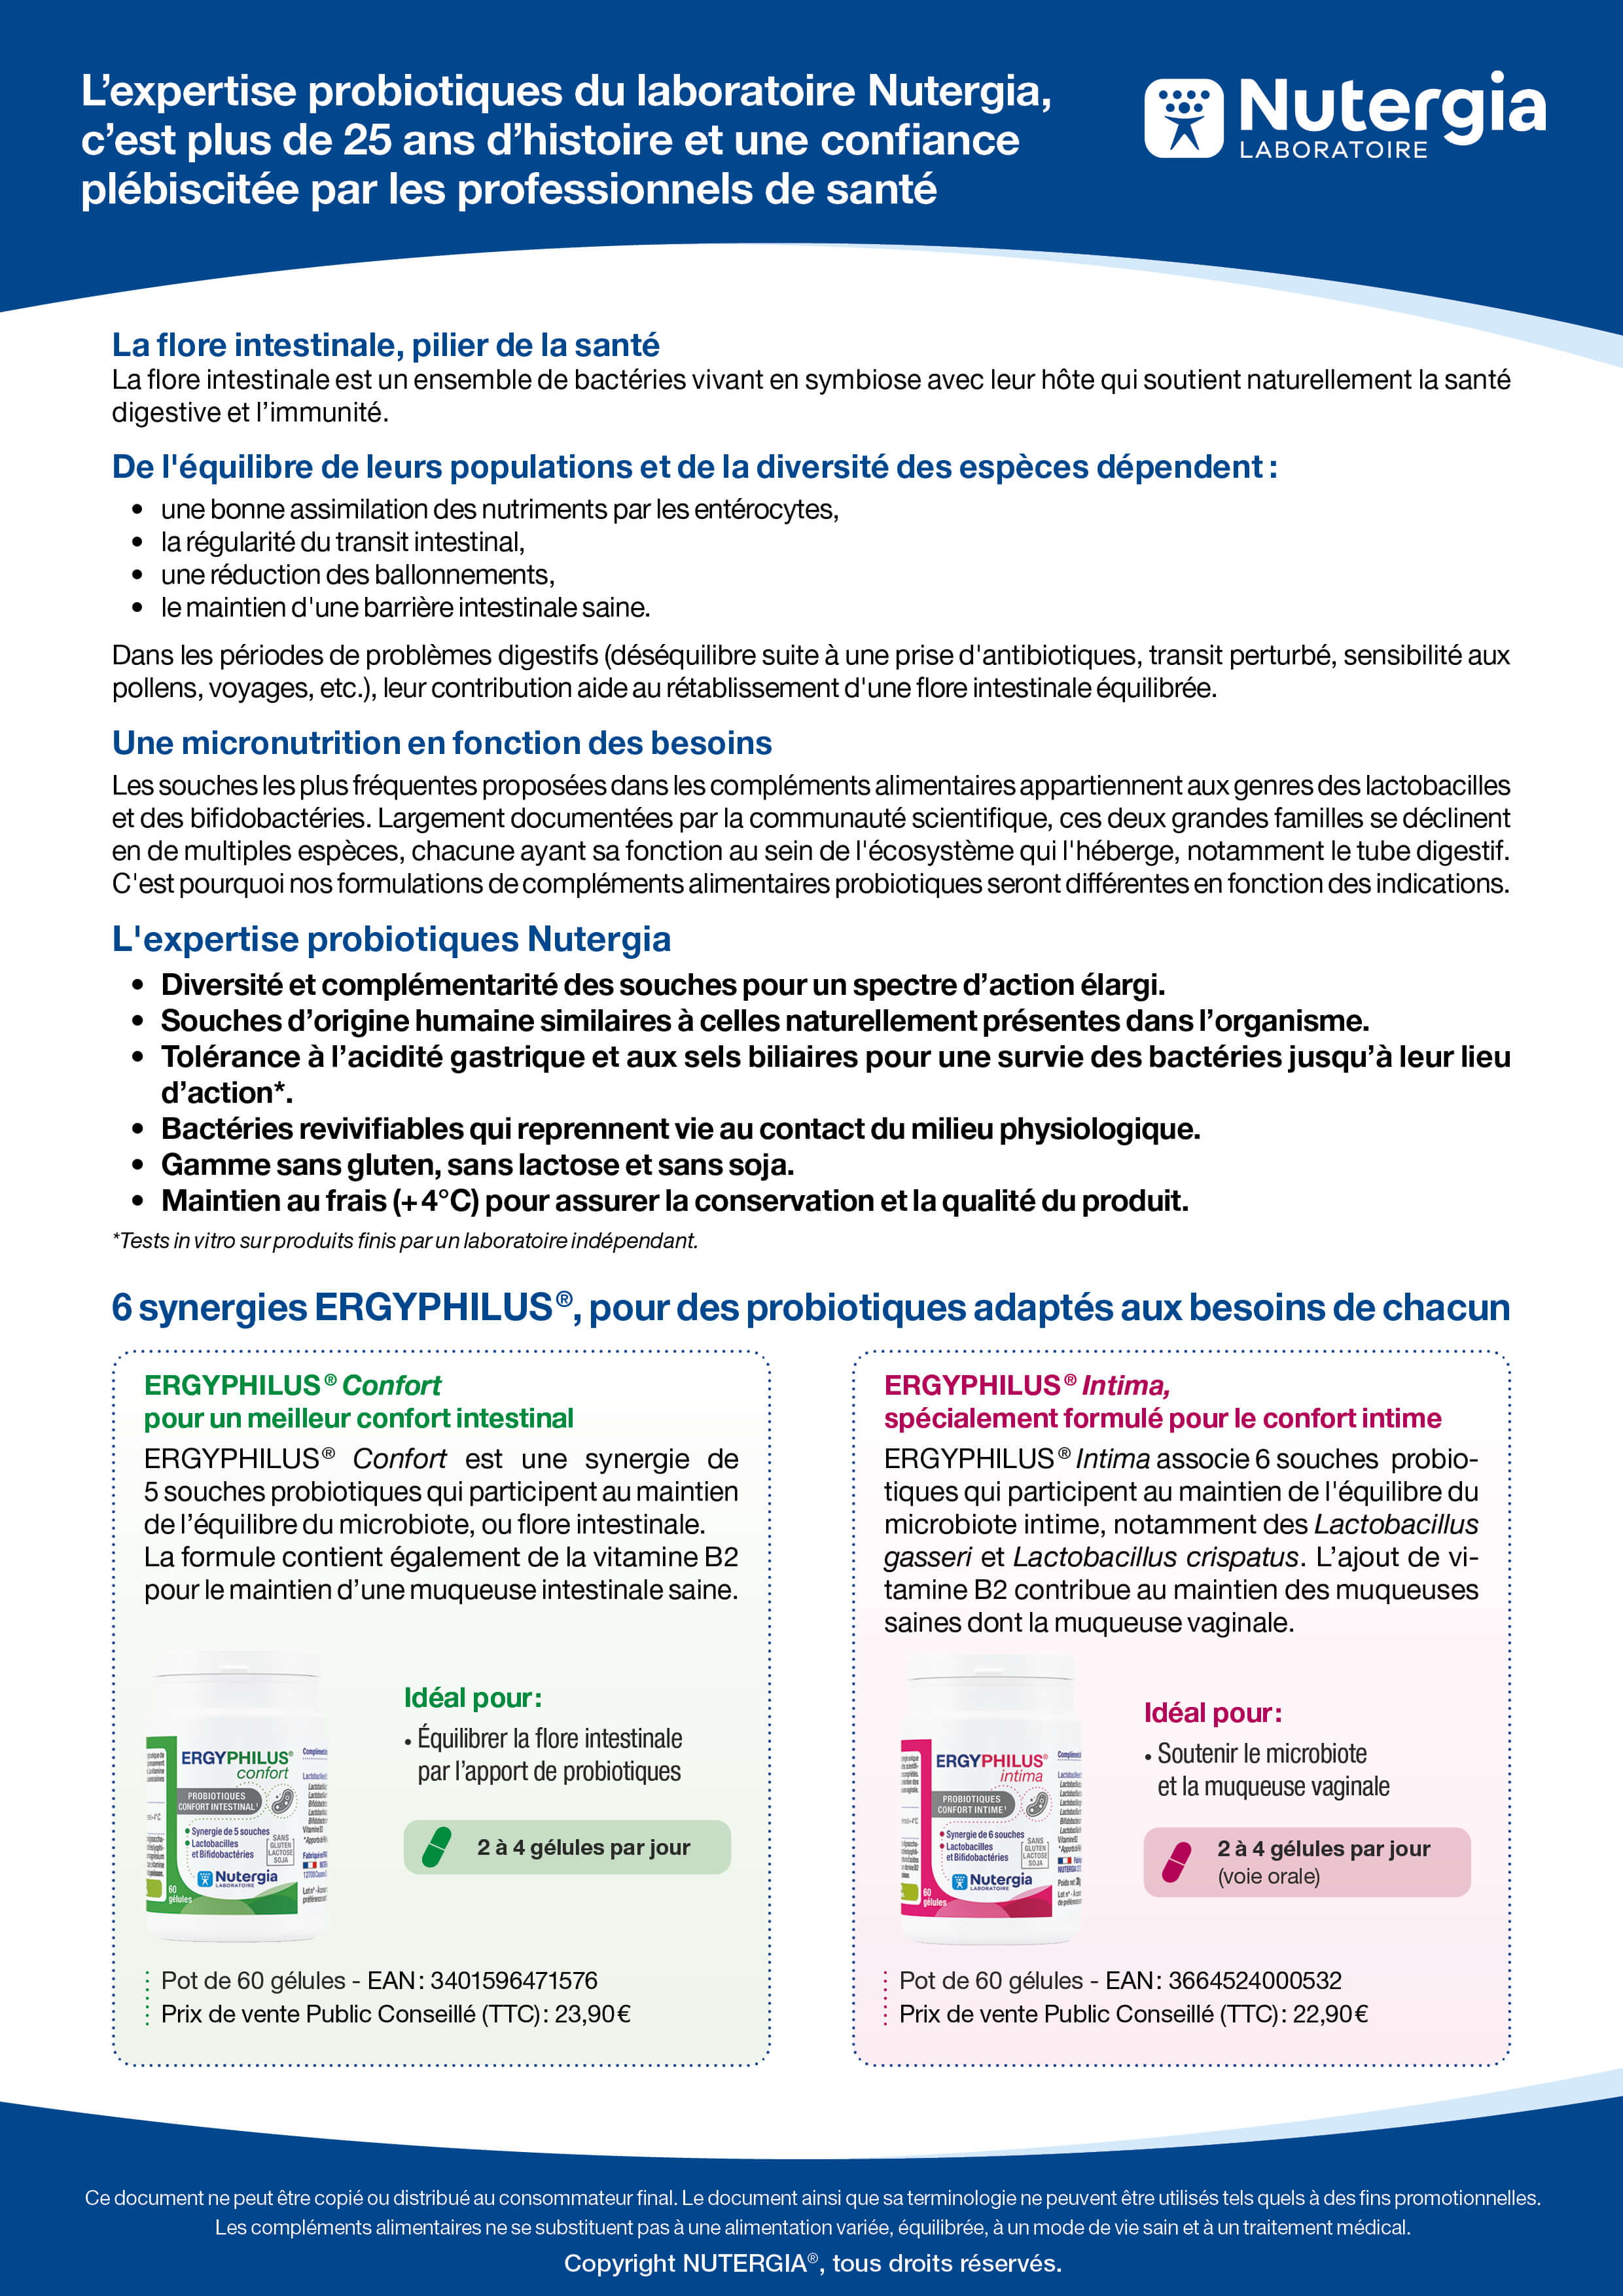 L’expertise probiotiques du laboratoire Nutergia,
c’est plus de 25 ans d’histoire et une confiance
plébiscitée par les professionnels de santé
Nutergia
LABORATOIRE
La flore intestinale, pilier de la santé
La flore intestinale est un ensemble de bactéries vivant en symbiose avec leur hôte qui soutient naturellement la santé
digestive et l’immunité.
De l'équilibre de leurs populations et de la diversité des espèces dépendent :
• une bonne assimilation des nutriments par les entérocytes,
• la régularité du transit intestinal,
• une réduction des ballonnements,
• le maintien d'une barrière intestinale saine.
Dans les périodes de problèmes digestifs (déséquilibre suite à une prise d'antibiotiques, transit perturbé, sensibilité aux
pollens, voyages, etc.), leur contribution aide au rétablissement d'une flore intestinale équilibrée.
Une micronutrition en fonction des besoins
Les souches les plus fréquentes proposées dans les compléments alimentaires appartiennent aux genres des lactobacilles
et des bifidobactéries. Largement documentées par la communauté scientifique, ces deux grandes familles se déclinent
en de multiples espèces, chacune ayant sa fonction au sein de l'écosystème qui l'héberge, notamment le tube digestif.
C'est pourquoi nos formulations de compléments alimentaires probiotiques seront différentes en fonction des indications.
L'expertise probiotiques Nutergia
• Diversité et complémentarité des souches pour un spectre d’action élargi.
• Souches d’origine humaine similaires à celles naturellement présentes dans l’organisme.
• Tolérance à l’acidité gastrique et aux sels biliaires pour une survie des bactéries jusqu’à leur lieu
d’action*.
• Bactéries revivifiables qui reprennent vie au contact du milieu physiologique.
• Gamme sans gluten, sans lactose et sans soja.
• Maintien au frais (+ 4°C) pour assurer la conservation et la qualité du produit.
*Tests in vitro sur produits finis par un laboratoire indépendant.
6 synergies ERGYPHILUS®, pour des probiotiques adaptés aux besoins de chacun
ERGYPHILUS® Confort
pour un meilleur confort intestinal
ERGYPHILUS® Confort est une synergie de
5 souches probiotiques qui participent au maintien
de l’équilibre du microbiote, ou flore intestinale.
La formule contient également de la vitamine B2
pour le maintien d’une muqueuse intestinale saine.
ERGYPHILUS®
confort
PROBIOTIQUES
CONFORT INTESTINAL¹
• Synergie de 5 souches
• Lactobacilles
et Bifidobactéries
SANS
GLUTEN
LACTOSE
SOJA
Nutergia
LABORATOIRE
60
gélules
Idéal pour :
• Équilibrer la flore intestinale
par l’apport de probiotiques
2 à 4 gélules par jour
Pot de 60 gélules - EAN : 3401596471576
Prix de vente Public Conseillé (TTC) : 23,90 €
ERGYPHILUS® Intima,
spécialement formulé pour le confort intime
ERGYPHILUS® Intima associe 6 souches probio-
tiques qui participent au maintien de l'équilibre du
microbiote intime, notamment des Lactobacillus
gasseri et Lactobacillus crispatus. L’ajout de vi-
tamine B2 contribue au maintien des muqueuses
saines dont la muqueuse vaginale.
ERGYPHILUS®
intima
PROBIOTIQUES
CONFORT INTIME¹
• Synergie de 6 souches
• Lactobacilles
et Bifidobactéries
SANS
GLUTEN
LACTOSE
SOJA
Nutergia
LABORATOIRE
60
gélules
Idéal pour :
• Soutenir le microbiote
et la muqueuse vaginale
2 à 4 gélules par jour
(voie orale)
Pot de 60 gélules - EAN : 3664524000532
Prix de vente Public Conseillé (TTC) : 22,90 €
Ce document ne peut être copié ou distribué au consommateur final. Le document ainsi que sa terminologie ne peuvent être utilisés tels quels à des fins promotionnelles.
Les compléments alimentaires ne se substituent pas à une alimentation variée, équilibrée, à un mode de vie sain et à un traitement médical.
Copyright NUTERGIA®, tous droits réservés.